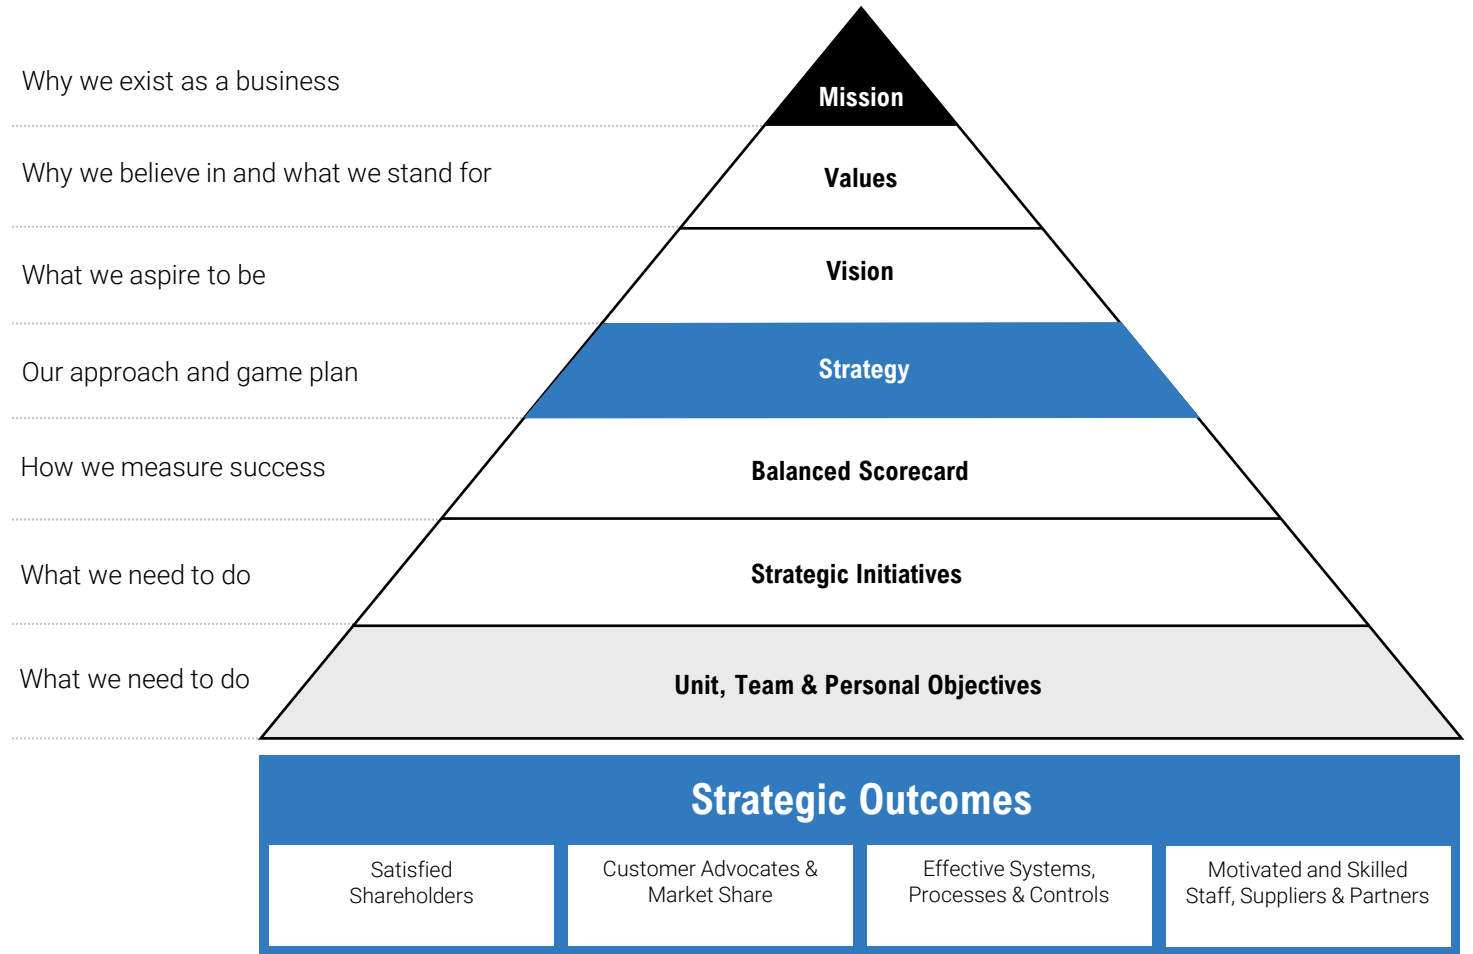 Why we exist as a business
Mission
Why we believe in and what we stand for
Values
What we aspire to be
Vision
Our approach and game plan
Strategy
How we measure success
Balanced Scorecard
What we need to do
Strategic Initiatives
What we need to do
Unit, Team & Personal Objectives
Strategic Outcomes
Satisfied
Shareholders
Customer Advocates &
Market Share
Effective Systems,
Processes & Controls
Motivated and Skilled
Staff, Suppliers & Partners